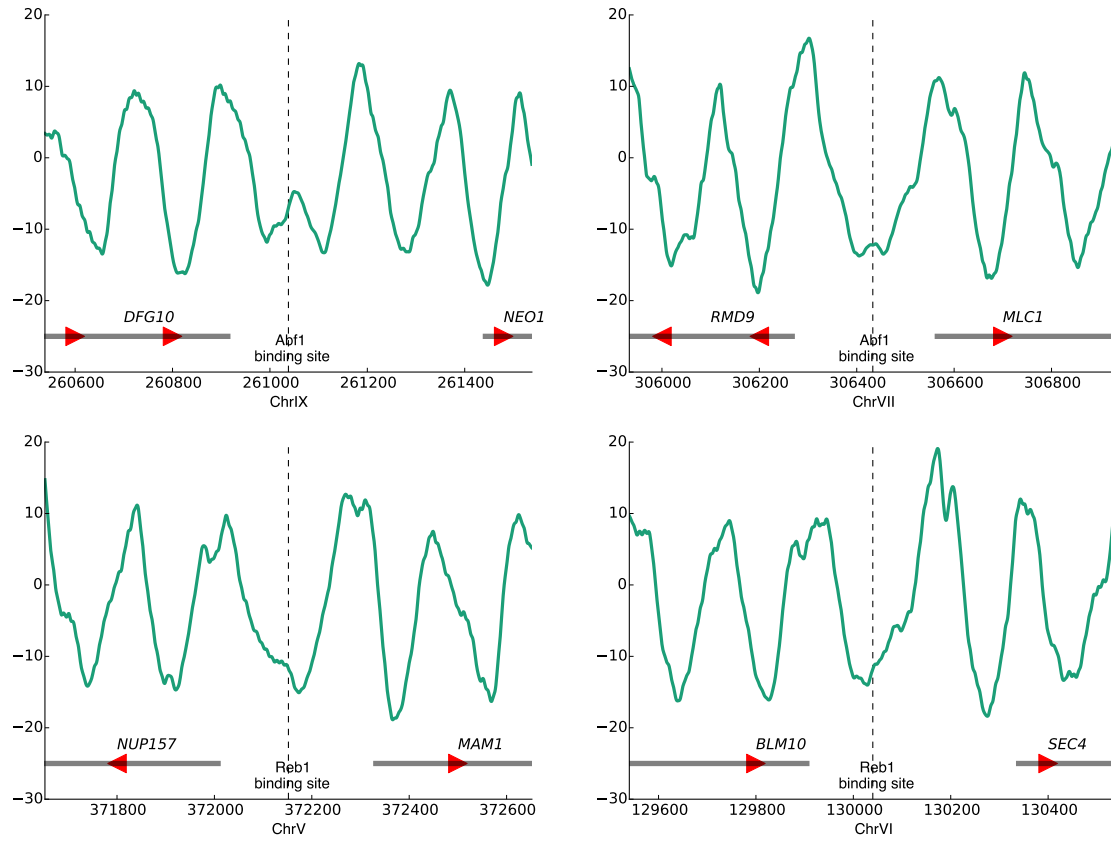 20
10
0
−10
−20
−30
DFG10
NEO1
Abf1
binding site
260600 260800 261000 261200 261400
ChrIX
20
10
0
−10
−20
−30
RMD9
MLC1
Abf1
binding site
306000 306200 306400 306600 306800
ChrVII
20
10
0
−10
−20
−30
NUP157
MAM1
Reb1
binding site
371800 372000 372200 372400 372600
ChrV
20
10
0
−10
−20
−30
BLM10
SEC4
Reb1
binding site
129600 129800 130000 130200 130400
ChrVI